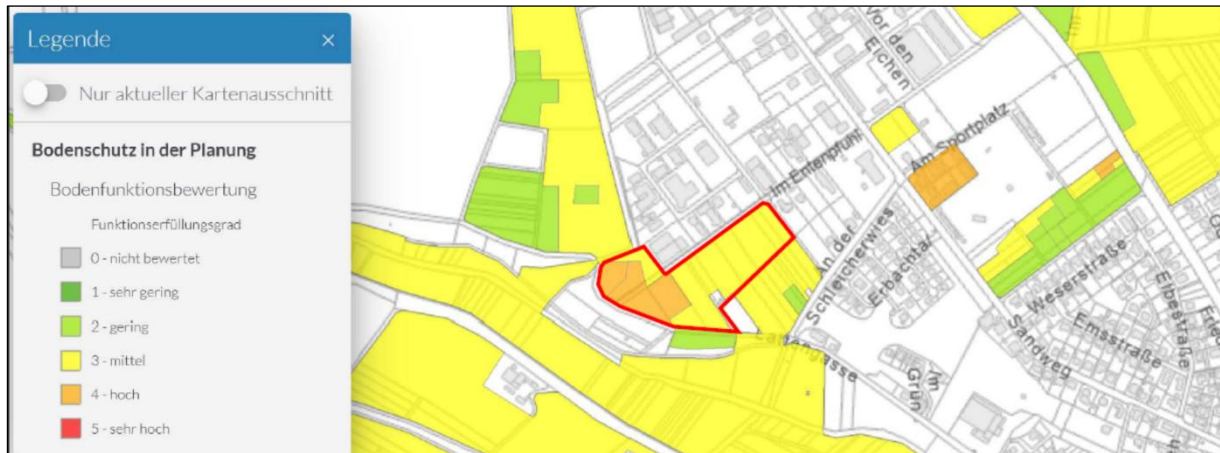 Legende ×
Nur aktueller Kartenausschnitt
Bodenschutz in der Planung
Bodenfunktionsbewertung
Funktionserfüllungsgrad
0 - nicht bewertet
1 - sehr gering
2 - gering
3 - mittel
4 - hoch
5 - sehr hoch
Vor den
Eichen
Am Sportplatz
Im Entenpfuhl
An der
Schleicherwies
Erbachtal
Weserstraße
Elbestraße
Emsstraße
Sandweg
Im
Grün